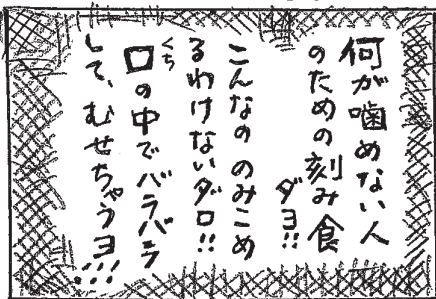 何が噛めない人
のための刻み食
ダヨ!!
こんなの のみこめ
るわけないダロ!!
口の中でバラバラ
くち
して、むせちゃうヨ!!!